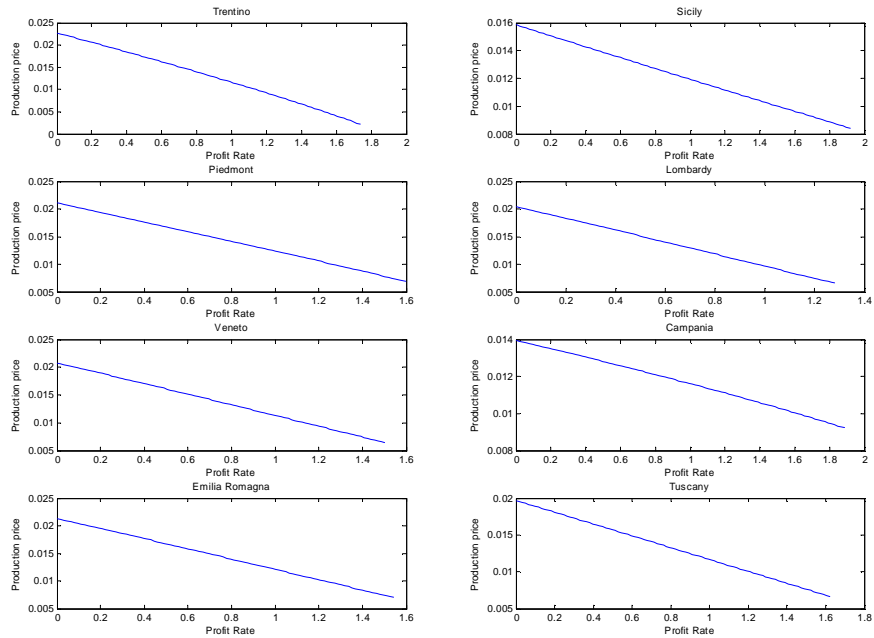 Trentino
0.025
0.02
0.015
0.01
0.005
0
Production price
0 0.2 0.4 0.6 0.8 1 1.2 1.4 1.6 1.8 2
Profit Rate
Sicily
0.016
0.014
0.012
0.01
0.008
Production price
0 0.2 0.4 0.6 0.8 1 1.2 1.4 1.6 1.8 2
Profit Rate
Piedmont
0.025
0.02
0.015
0.01
0.005
Production price
0 0.2 0.4 0.6 0.8 1 1.2 1.4 1.6
Profit Rate
Lombardy
0.025
0.02
0.015
0.01
0.005
Production price
0 0.2 0.4 0.6 0.8 1 1.2 1.4
Profit Rate
Veneto
0.025
0.02
0.015
0.01
0.005
Production price
0 0.2 0.4 0.6 0.8 1 1.2 1.4 1.6
Profit Rate
Campania
0.014
0.012
0.01
0.008
Production price
0 0.2 0.4 0.6 0.8 1 1.2 1.4 1.6 1.8 2
Profit Rate
Emilia Romagna
0.025
0.02
0.015
0.01
0.005
Production price
0 0.2 0.4 0.6 0.8 1 1.2 1.4 1.6
Profit Rate
Tuscany
0.02
0.015
0.01
0.005
Production price
0 0.2 0.4 0.6 0.8 1 1.2 1.4 1.6 1.8
Profit Rate